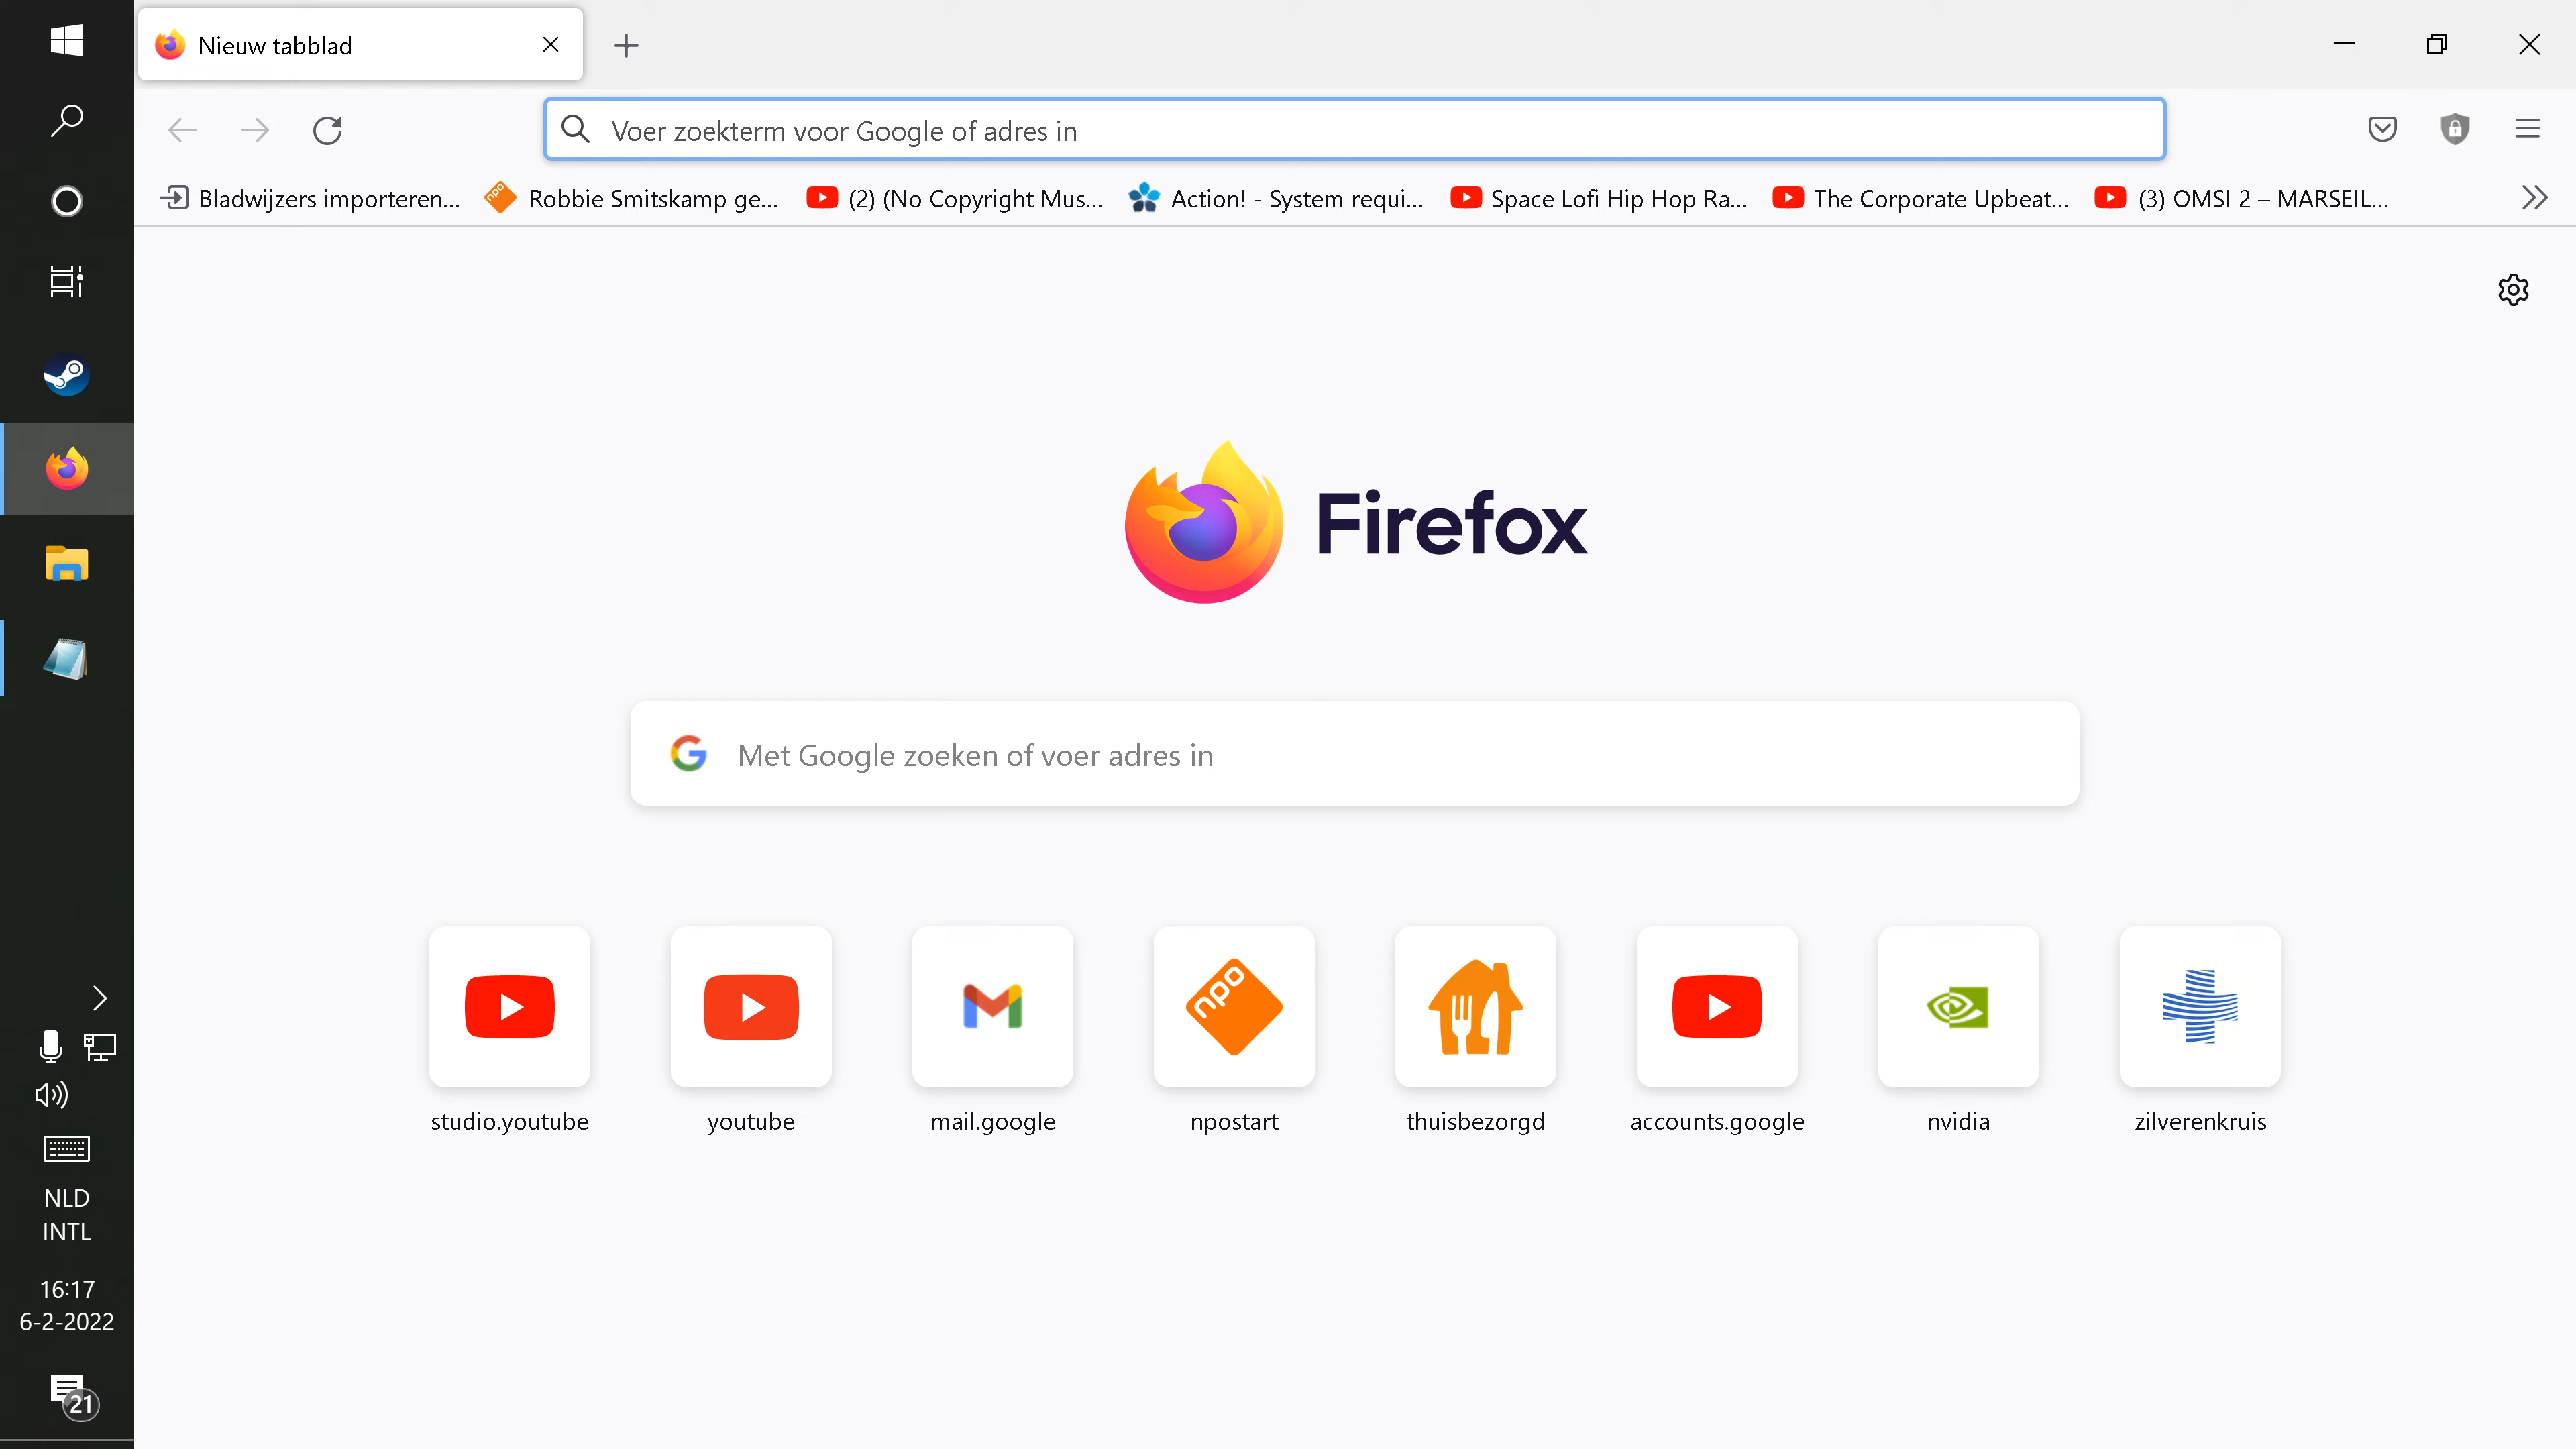 Nieuw tabblad
Voer zoekterm voor Google of adres in
Bladwijzers importeren... Robbie Smitskamp ge... (2) (No Copyright Mus... Action! - System requi... Space Lofi Hip Hop Ra... The Corporate Upbeat... (3) OMSI 2 – MARSEIL...
Firefox
Met Google zoeken of voer adres in
npo
studio.youtube youtube mail.google npostart thuisbezorgd accounts.google nvidia zilverenkruis
NLD
INTL
16:17
6-2-2022
21